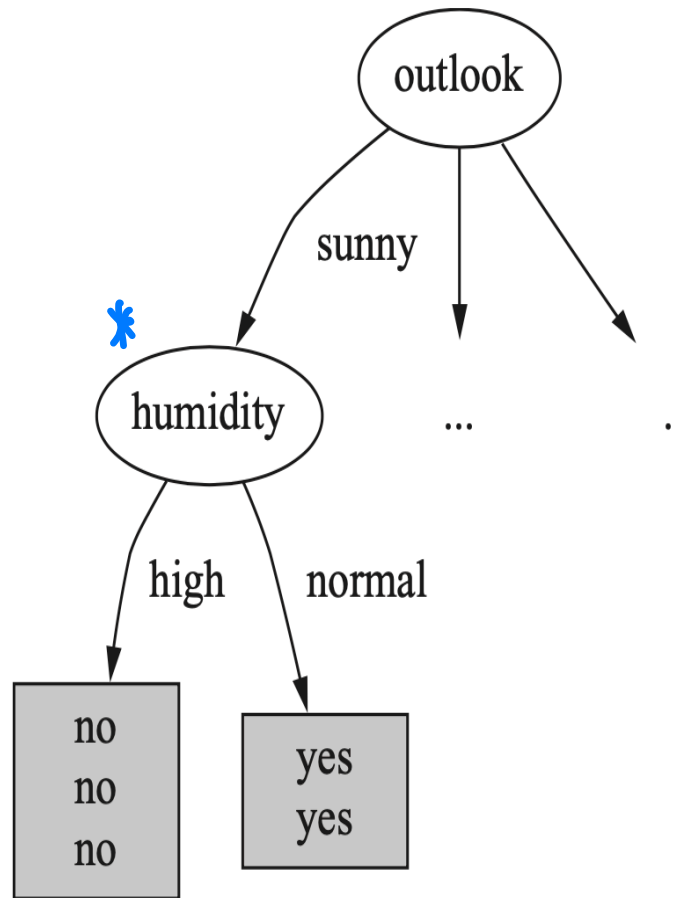 outlook
sunny
humidity
...
.
high
normal
no
no
no
yes
yes